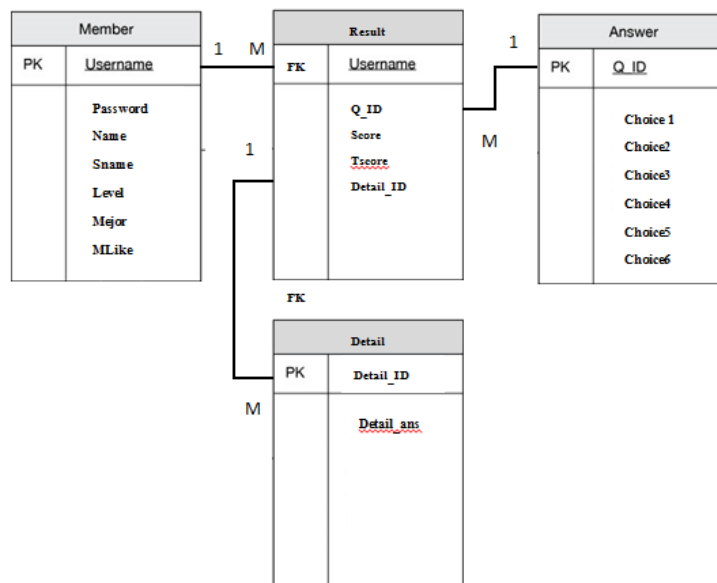 Member
PK Username
Password
Name
Sname
Level
Mejor
MLike
1 M
Result
FK Username
Q_ID
Score
Tscore
Detail_ID
1
M
Answer
PK Q_ID
Choice 1
Choice2
Choice3
Choice4
Choice5
Choice6
1
FK
Detail
PK Detail_ID
Detail_ans
M